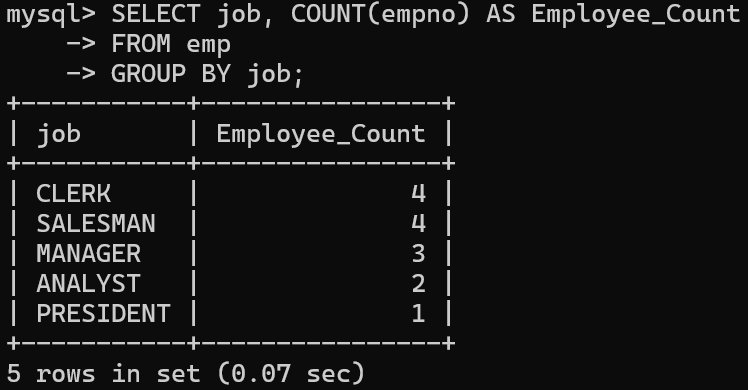 mysql> SELECT job, COUNT(empno) AS Employee_Count
    -> FROM emp
    -> GROUP BY job;
+-----------+----------------+
| job       | Employee_Count |
+-----------+----------------+
| CLERK     |              4 |
| SALESMAN  |              4 |
| MANAGER   |              3 |
| ANALYST   |              2 |
| PRESIDENT |              1 |
+-----------+----------------+
5 rows in set (0.07 sec)